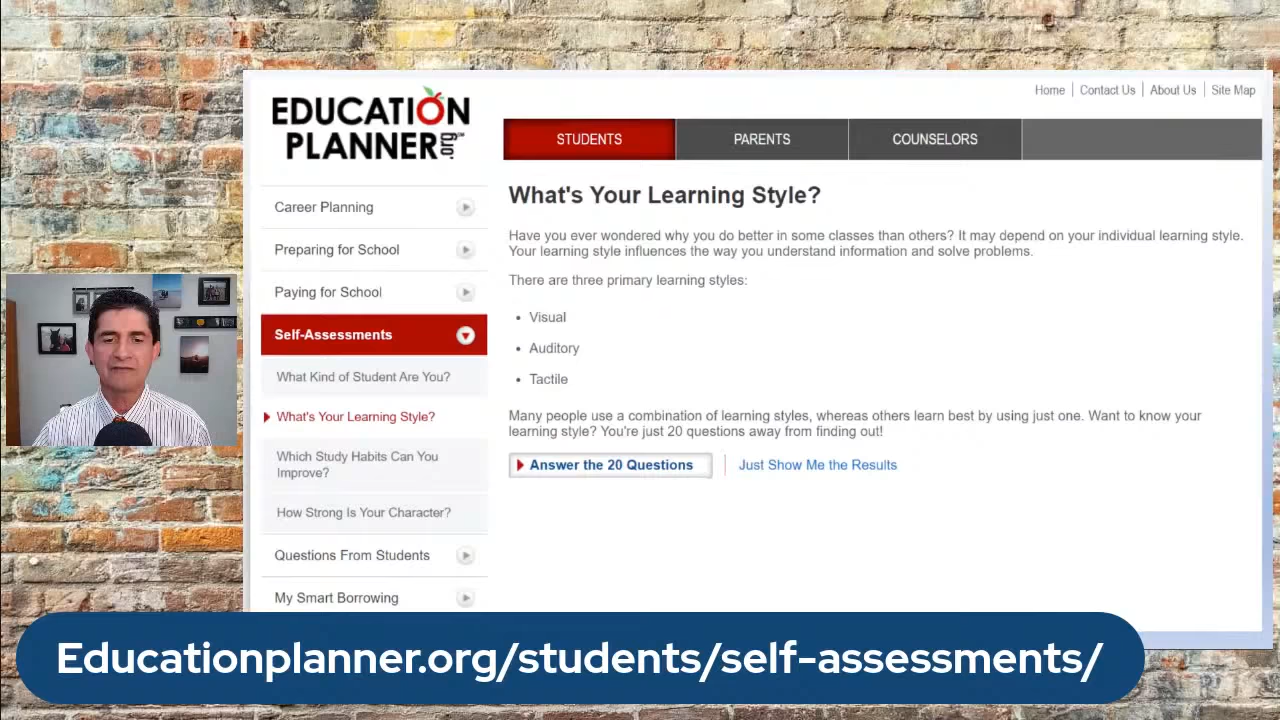 EDUCATION
PLANNER.org
Home
Contact Us
About Us
Site Map
STUDENTS
PARENTS
COUNSELORS
Career Planning
Preparing for School
Paying for School
Self-Assessments
What Kind of Student Are You?
What's Your Learning Style?
Which Study Habits Can You
Improve?
How Strong Is Your Character?
Questions From Students
My Smart Borrowing
What's Your Learning Style?
Have you ever wondered why you do better in some classes than others? It may depend on your individual learning style.
Your learning style influences the way you understand information and solve problems.
There are three primary learning styles:
• Visual
• Auditory
• Tactile
Many people use a combination of learning styles, whereas others learn best by using just one. Want to know your
learning style? You're just 20 questions away from finding out!
Answer the 20 Questions
Just Show Me the Results
Educationplanner.org/students/self-assessments/